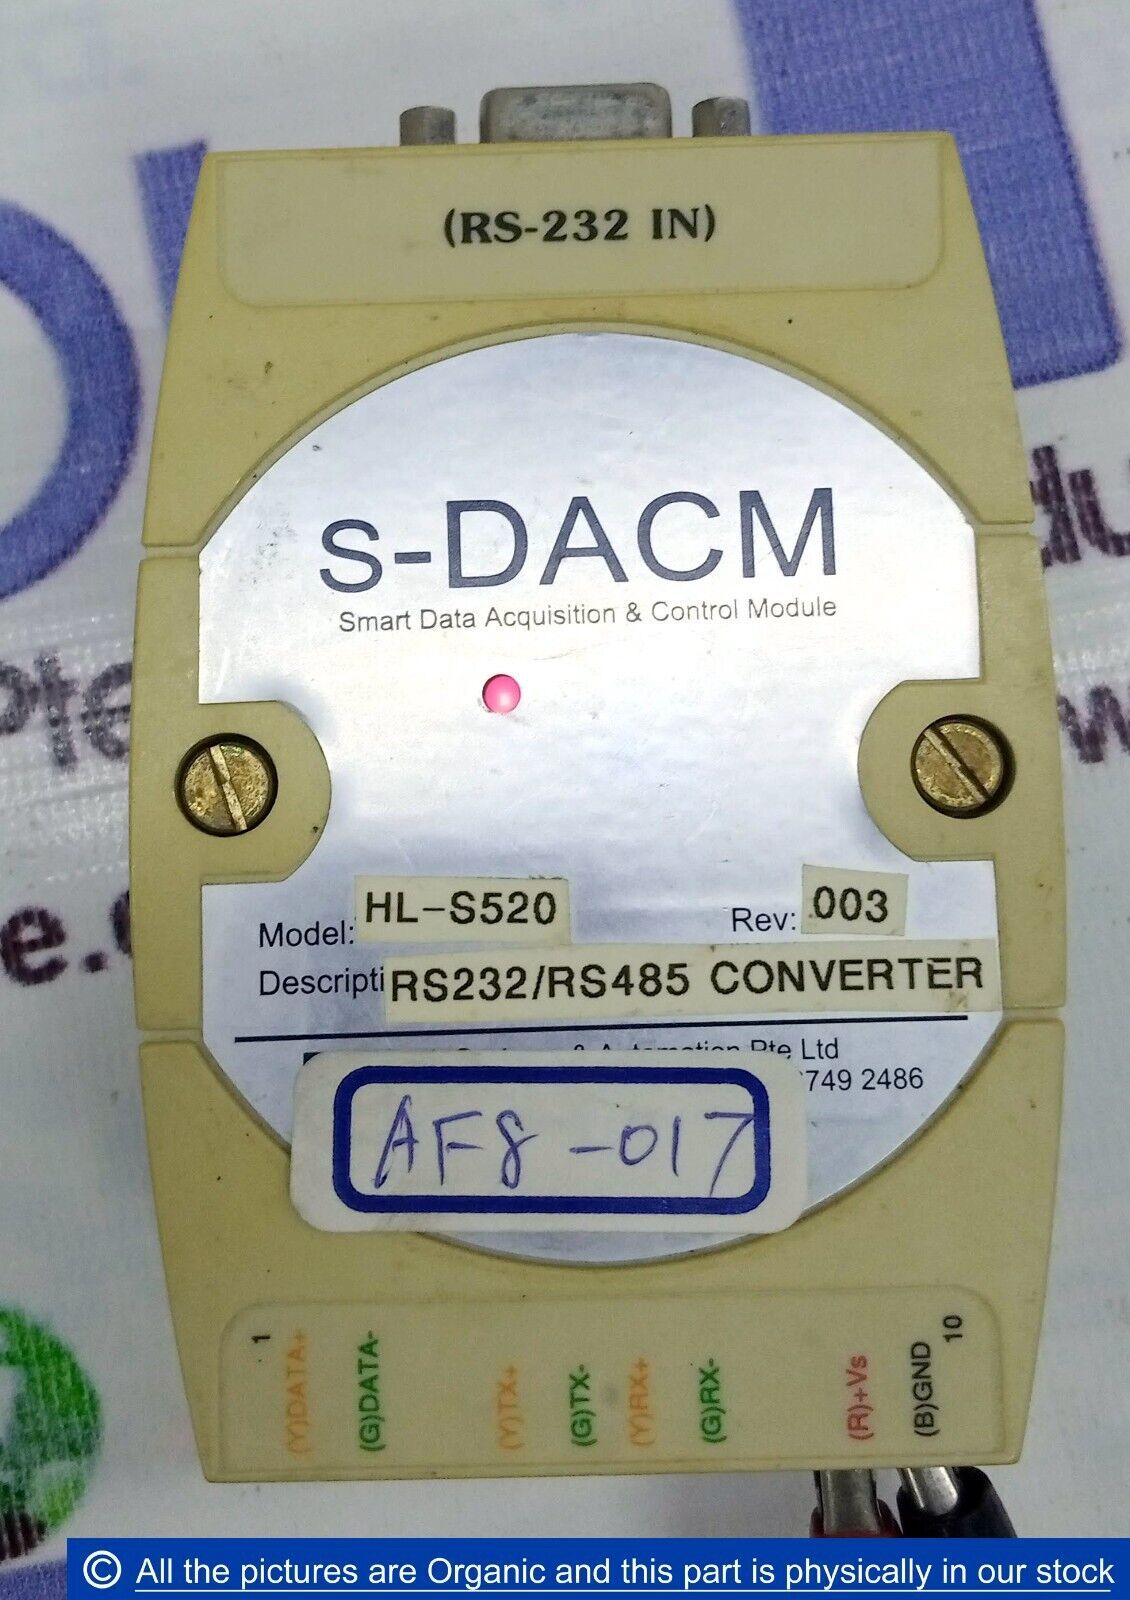 (RS-232 IN)
s-DACM
Smart Data Acquisition & Control Module
Model: HL-S520 Rev: 003
Descripti RS232/RS485 CONVERTER
& Automation Pte Ltd
749 2486
AF8-017
1 (Y)DATA+ (G)DATA- (Y)TX+ (G)TX- (Y)RX+ (G)RX- (R)+Vs (B)GND 10
© All the pictures are Organic and this part is physically in our stock